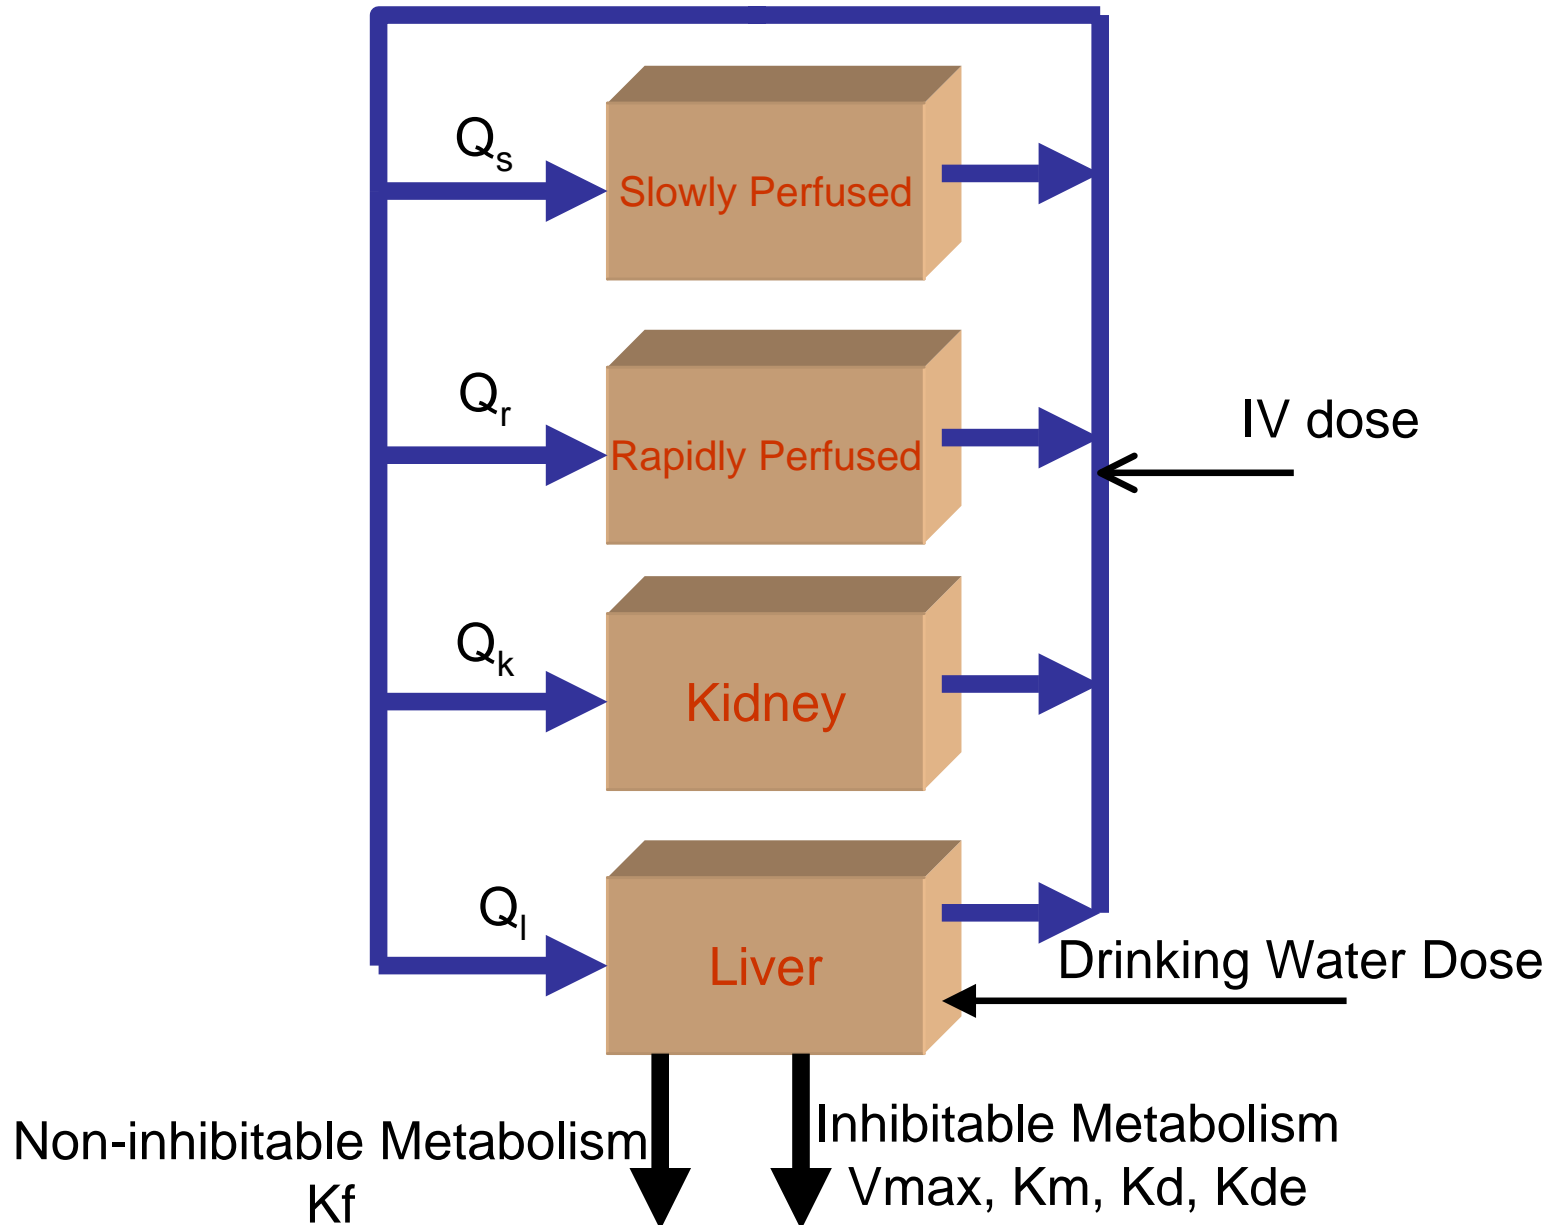 Qs
Slowly Perfused
Qr
Rapidly Perfused
IV dose
Qk
Kidney
Ql
Liver
Drinking Water Dose
Non-inhibitable Metabolism
Kf
Inhibitable Metabolism
Vmax, Km, Kd, Kde